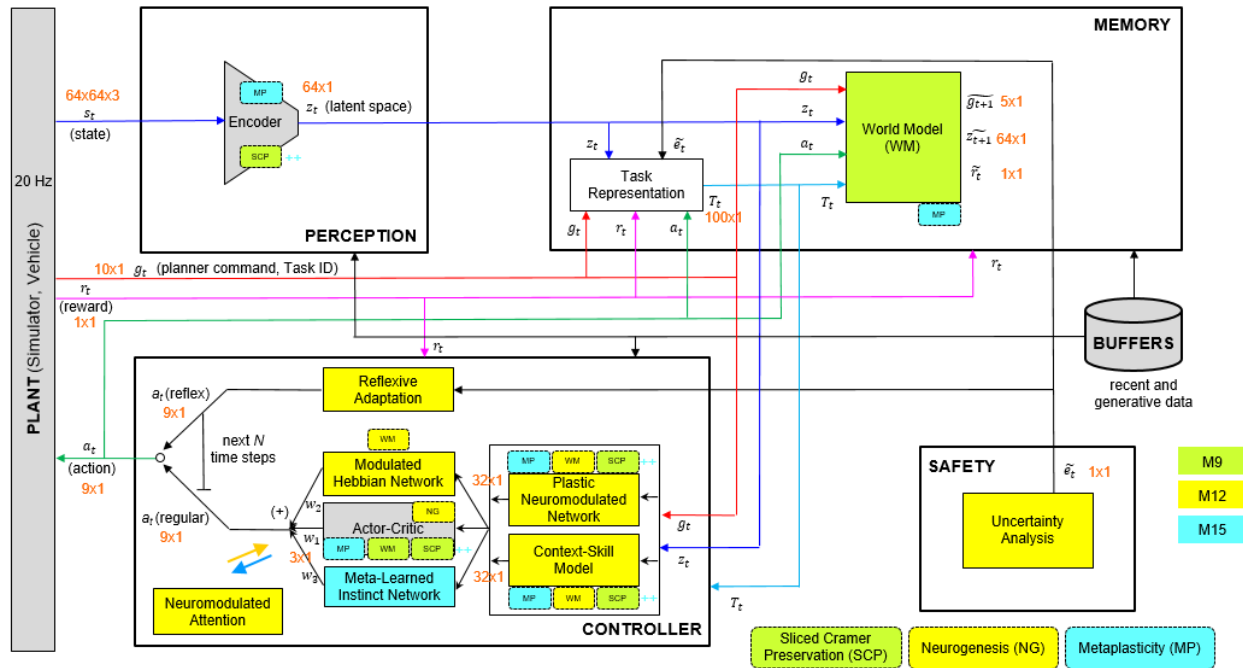 PLANT (Simulator, Vehicle)
20 Hz
64x64x3
s_t
(state)
MP
Encoder
SCP
++
64x1
z_t (latent space)
PERCEPTION
MEMORY
g_t
z_t
a_t
T_t
World Model
(WM)
MP
g̃_{t+1} 5x1
z̃_{t+1} 64x1
r̃_t 1x1
z_t
ẽ_t
Task
Representation
T_t
100x1
g_t
r_t
a_t
10x1 g_t (planner command, Task ID)
r_t
(reward)
1x1
r_t
r_t
BUFFERS
recent and
generative data
a_t (reflex)
9x1
Reflexive
Adaptation
next N
time steps
a_t
(action)
9x1
a_t (regular)
9x1
WM
Modulated
Hebbian Network
(+)
w_2
w_1
3x1
w_3
NG
Actor-Critic
MP
WM
SCP
++
Meta-Learned
Instinct Network
Neuromodulated
Attention
32x1
MP
WM
SCP
++
Plastic
Neuromodulated
Network
Context-Skill
Model
32x1
MP
WM
SCP
++
g_t
z_t
T_t
CONTROLLER
SAFETY
ẽ_t 1x1
Uncertainty
Analysis
M9
M12
M15
Sliced Cramer
Preservation (SCP)
Neurogenesis (NG)
Metaplasticity (MP)